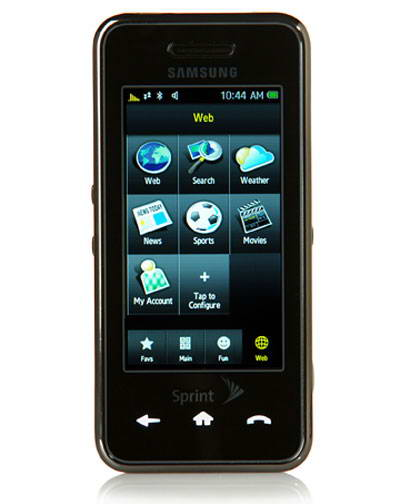 SAMSUNG
10:44 AM
Web
Web Search Weather
NEWS TODAY
News Sports Movies
My Account
+
Tap to
Configure
Favs Main Fun Web
Sprint